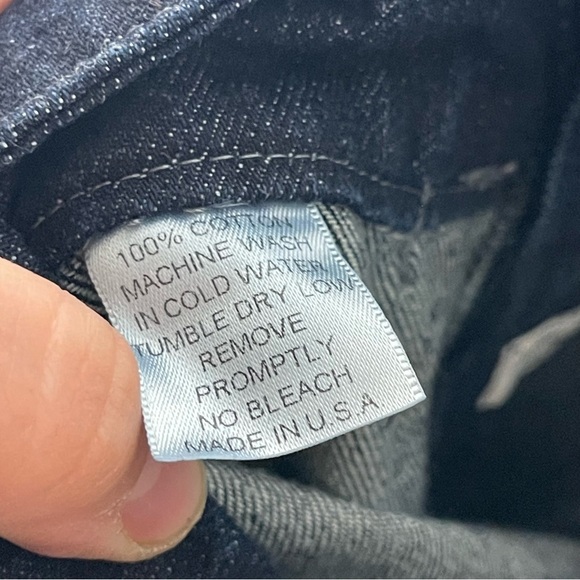 100% COTTON
MACHINE WASH
IN COLD WATER
TUMBLE DRY LOW
REMOVE
PROMPTLY
NO BLEACH
MADE IN U.S.A